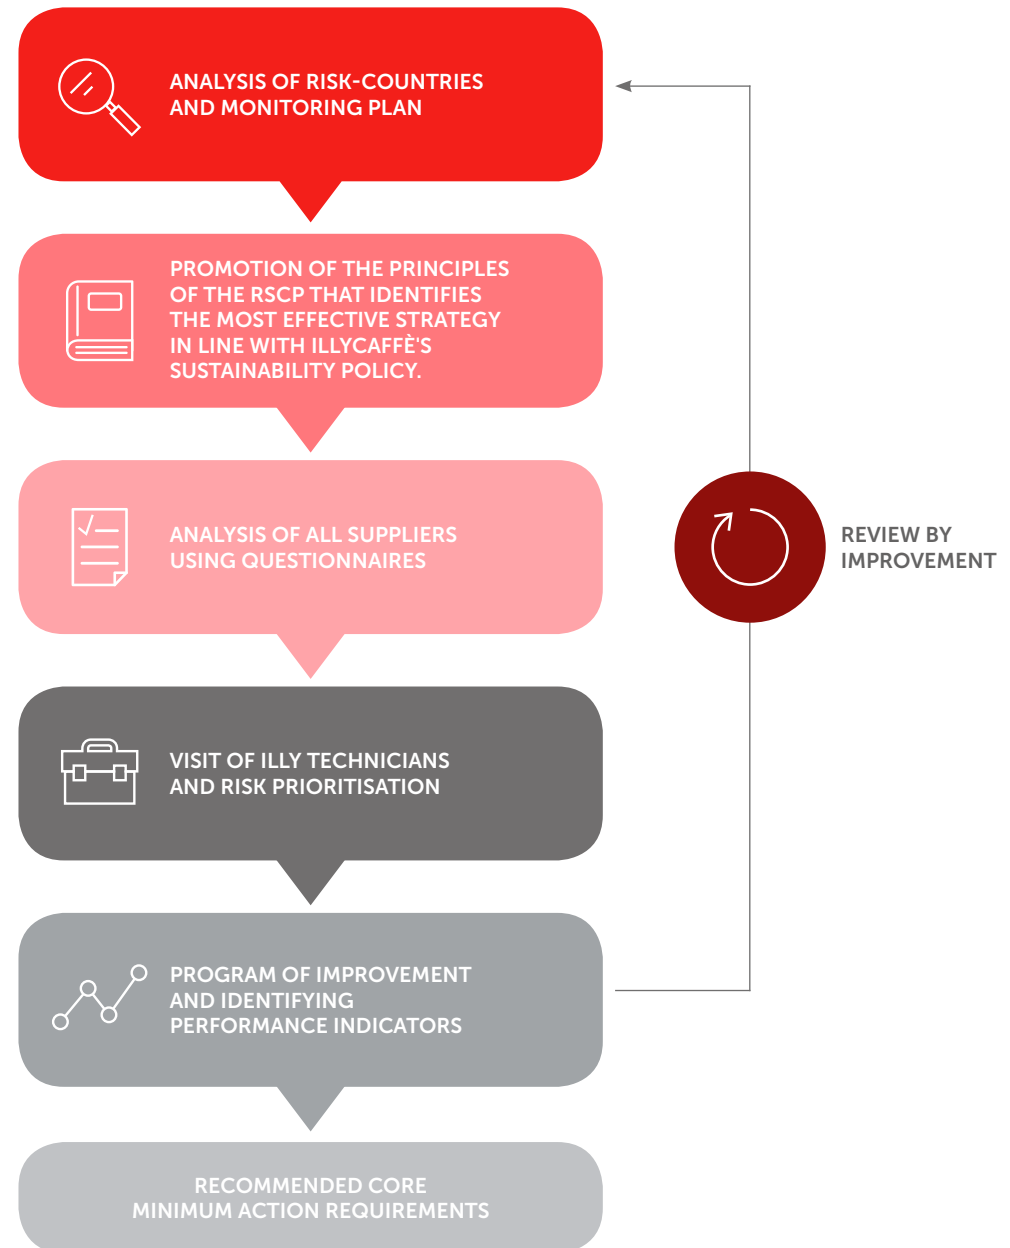 ANALYSIS OF RISK-COUNTRIES
AND MONITORING PLAN
PROMOTION OF THE PRINCIPLES
OF THE RSCP THAT IDENTIFIES
THE MOST EFFECTIVE STRATEGY
IN LINE WITH ILLYCAFFÈ'S
SUSTAINABILITY POLICY.
ANALYSIS OF ALL SUPPLIERS
USING QUESTIONNAIRES
REVIEW BY
IMPROVEMENT
VISIT OF ILLY TECHNICIANS
AND RISK PRIORITISATION
PROGRAM OF IMPROVEMENT
AND IDENTIFYING
PERFORMANCE INDICATORS
RECOMMENDED CORE
MINIMUM ACTION REQUIREMENTS